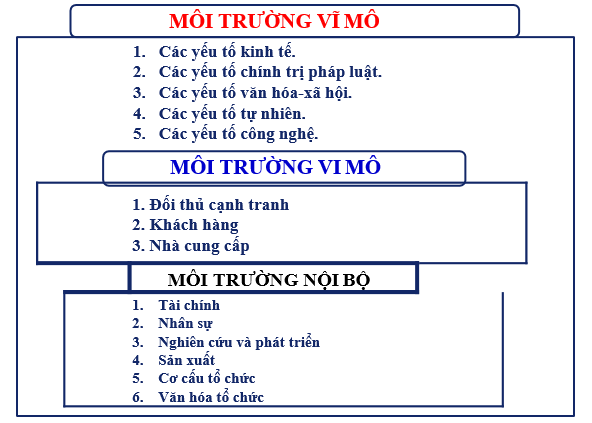 MÔI TRƯỜNG VĨ MÔ
1. Các yếu tố kinh tế.
2. Các yếu tố chính trị pháp luật.
3. Các yếu tố văn hóa-xã hội.
4. Các yếu tố tự nhiên.
5. Các yếu tố công nghệ.
MÔI TRƯỜNG VI MÔ
1. Đối thủ cạnh tranh
2. Khách hàng
3. Nhà cung cấp
MÔI TRƯỜNG NỘI BỘ
1. Tài chính
2. Nhân sự
3. Nghiên cứu và phát triển
4. Sãn xuất
5. Cơ cấu tổ chức
6. Văn hóa tổ chức